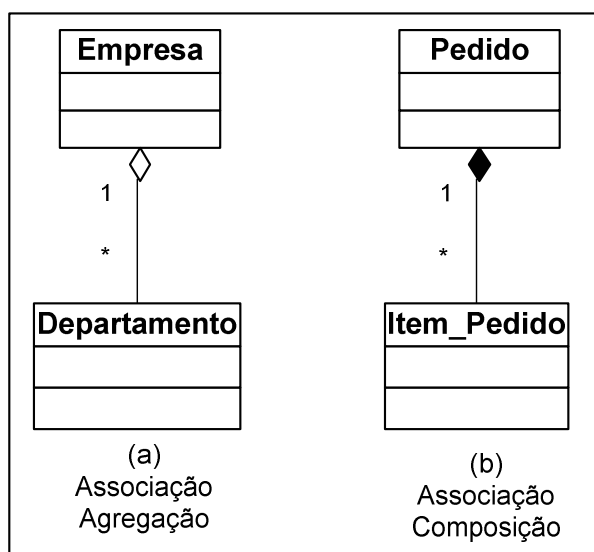 Empresa
1
*
Departamento
(a)
Associação
Agregação
Pedido
1
*
Item_Pedido
(b)
Associação
Composição